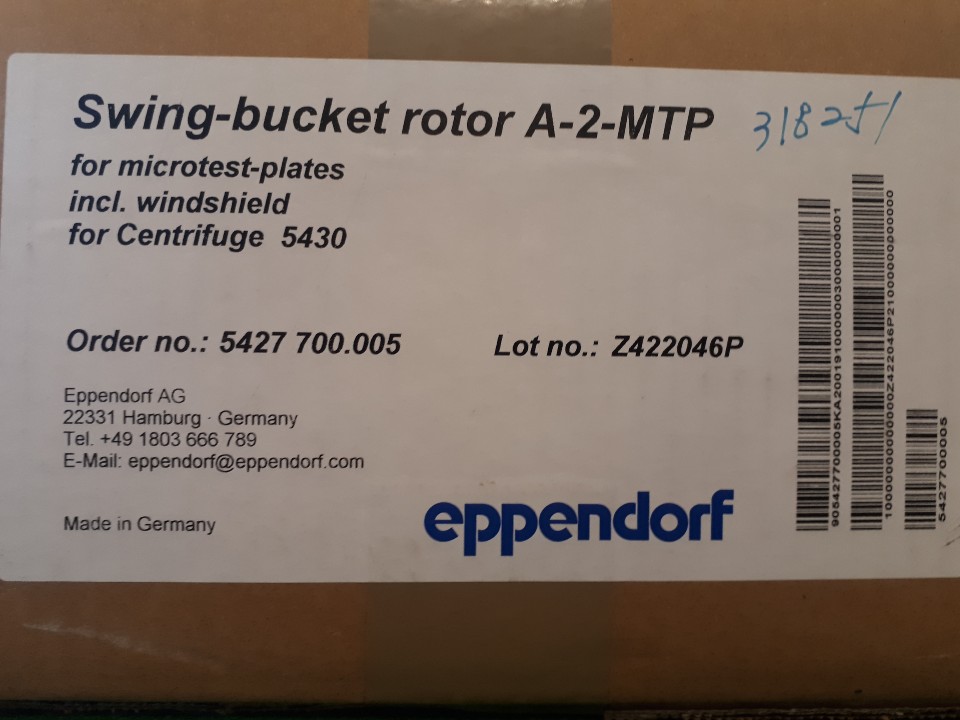 Swing-bucket rotor A-2-MTP
318251
for microtest-plates
incl. windshield
for Centrifuge 5430
Order no.: 5427 700.005
Lot no.: Z422046P
Eppendorf AG
22331 Hamburg · Germany
Tel. +49 1803 666 789
E-Mail: eppendorf@eppendorf.com
Made in Germany
eppendorf
5427700005